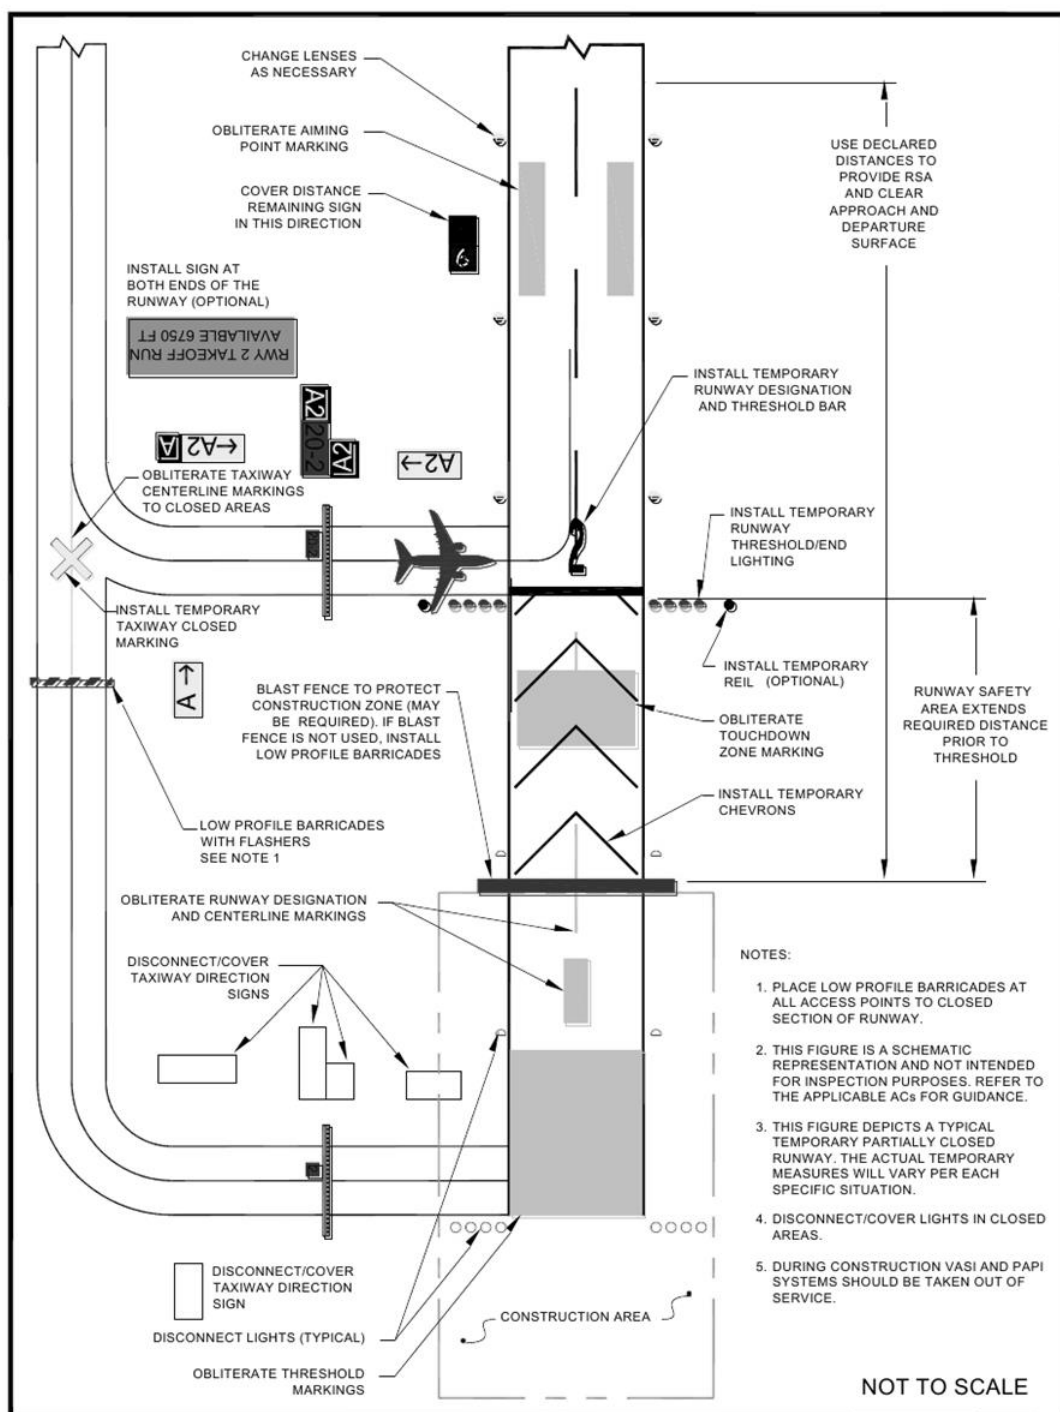 CHANGE LENSES
AS NECESSARY
OBLITERATE AIMING
POINT MARKING
COVER DISTANCE
REMAINING SIGN
IN THIS DIRECTION
6
USE DECLARED
DISTANCES TO
PROVIDE RSA
AND CLEAR
APPROACH AND
DEPARTURE
SURFACE
INSTALL SIGN AT
BOTH ENDS OF THE
RUNWAY (OPTIONAL)
RWY 2 TAKEOFF RUN
AVAILABLE 6750 FT
INSTALL TEMPORARY
RUNWAY DESIGNATION
AND THRESHOLD BAR
A2
20-2
A2
A
A2→
A2→
OBLITERATE TAXIWAY
CENTERLINE MARKINGS
TO CLOSED AREAS
INSTALL TEMPORARY
RUNWAY
THRESHOLD/END
LIGHTING
2
INSTALL TEMPORARY
TAXIWAY CLOSED
MARKING
A→
INSTALL TEMPORARY
REIL (OPTIONAL)
BLAST FENCE TO PROTECT
CONSTRUCTION ZONE (MAY
BE REQUIRED). IF BLAST
FENCE IS NOT USED, INSTALL
LOW PROFILE BARRICADES
OBLITERATE
TOUCHDOWN
ZONE MARKING
RUNWAY SAFETY
AREA EXTENDS
REQUIRED DISTANCE
PRIOR TO
THRESHOLD
INSTALL TEMPORARY
CHEVRONS
LOW PROFILE BARRICADES
WITH FLASHERS
SEE NOTE 1
OBLITERATE RUNWAY DESIGNATION
AND CENTERLINE MARKINGS
DISCONNECT/COVER
TAXIWAY DIRECTION
SIGNS
NOTES:
1. PLACE LOW PROFILE BARRICADES AT
ALL ACCESS POINTS TO CLOSED
SECTION OF RUNWAY.
2. THIS FIGURE IS A SCHEMATIC
REPRESENTATION AND NOT INTENDED
FOR INSPECTION PURPOSES. REFER TO
THE APPLICABLE ACs FOR GUIDANCE.
3. THIS FIGURE DEPICTS A TYPICAL
TEMPORARY PARTIALLY CLOSED
RUNWAY. THE ACTUAL TEMPORARY
MEASURES WILL VARY PER EACH
SPECIFIC SITUATION.
4. DISCONNECT/COVER LIGHTS IN CLOSED
AREAS.
5. DURING CONSTRUCTION VASI AND PAPI
SYSTEMS SHOULD BE TAKEN OUT OF
SERVICE.
DISCONNECT/COVER
TAXIWAY DIRECTION
SIGN
CONSTRUCTION AREA
DISCONNECT LIGHTS (TYPICAL)
OBLITERATE THRESHOLD
MARKINGS
NOT TO SCALE